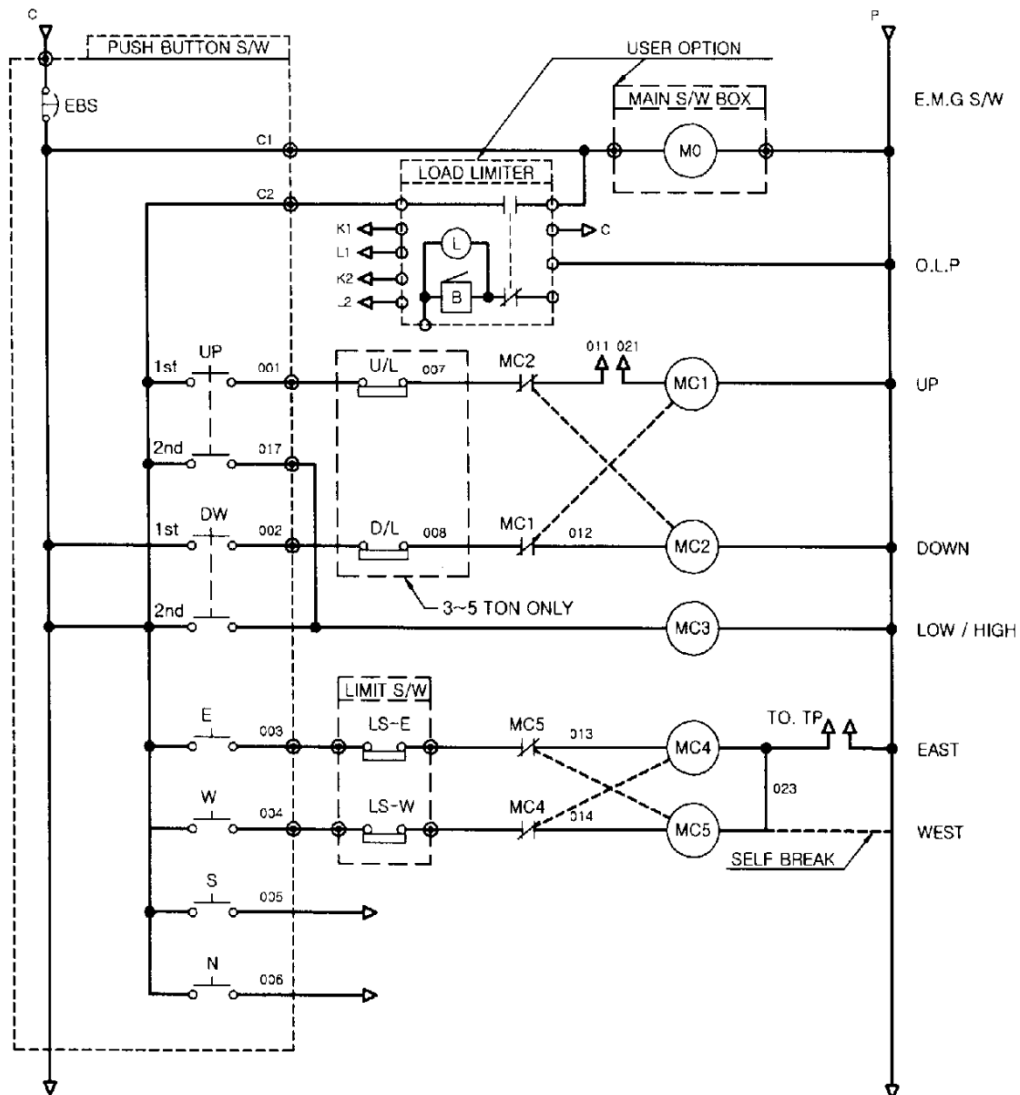 C
P
PUSH BUTTON S/W
USER OPTION
EBS
MAIN S/W BOX
E.M.G S/W
C1
M0
LOAD LIMITER
C2
K1
C
L1
L
O.L.P
K2
B
L2
UP
U/L
MC2
011 021
1st
001
007
MC1
UP
2nd
017
DW
D/L
MC1
1st
002
008
012
MC2
DOWN
3~5 TON ONLY
2nd
MC3
LOW / HIGH
LIMIT S/W
E
LS-E
MC5
TO. TP
003
013
MC4
EAST
023
W
LS-W
MC4
004
014
MC5
WEST
SELF BREAK
S
005
N
006